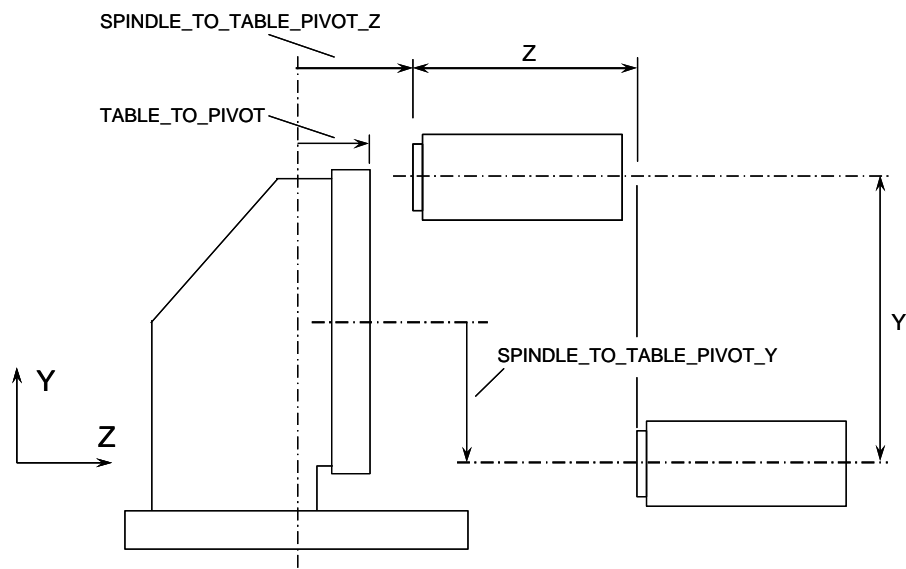 SPINDLE_TO_TABLE_PIVOT_Z
Z
TABLE_TO_PIVOT
Y
SPINDLE_TO_TABLE_PIVOT_Y
Y
Z